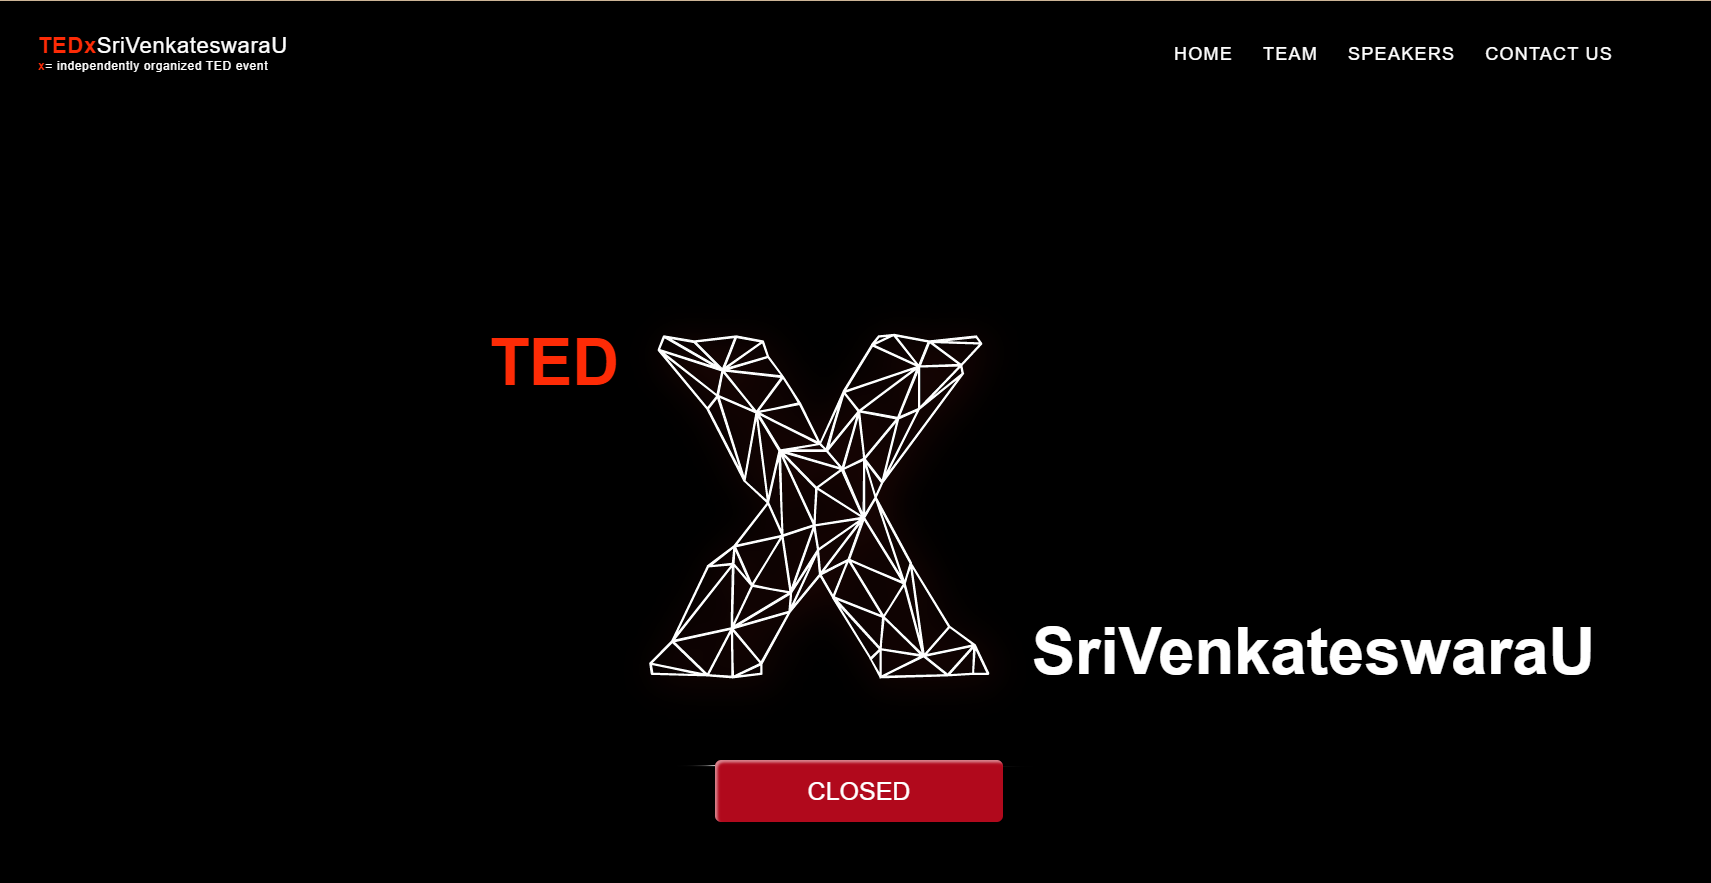 TEDxSriVenkateswaraU
x= independently organized TED event
HOME TEAM SPEAKERS CONTACT US
TED
X
SriVenkateswaraU
CLOSED